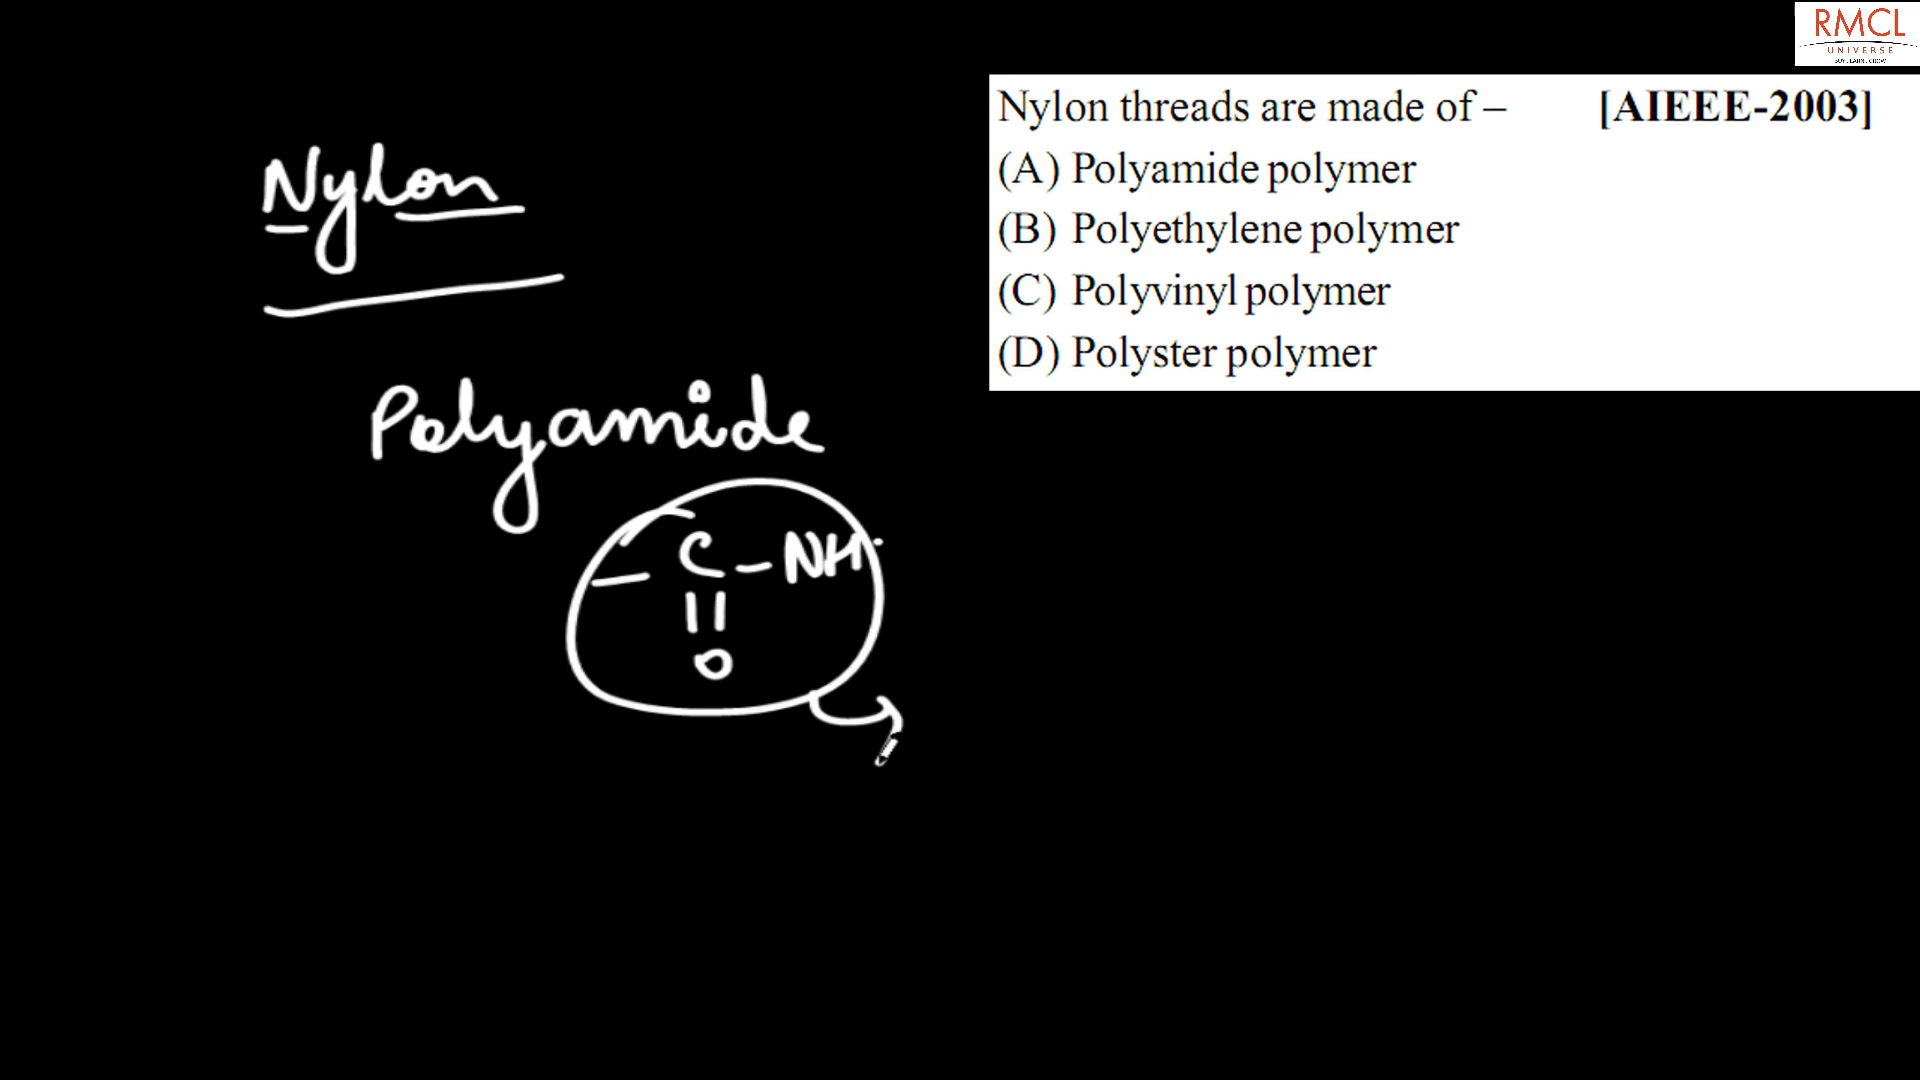 RMCL
UNIVERSE
Nylon threads are made of – [AIEEE-2003]
(A) Polyamide polymer
(B) Polyethylene polymer
(C) Polyvinyl polymer
(D) Polyster polymer
Nylon
Polyamide
– C – NH
||
O